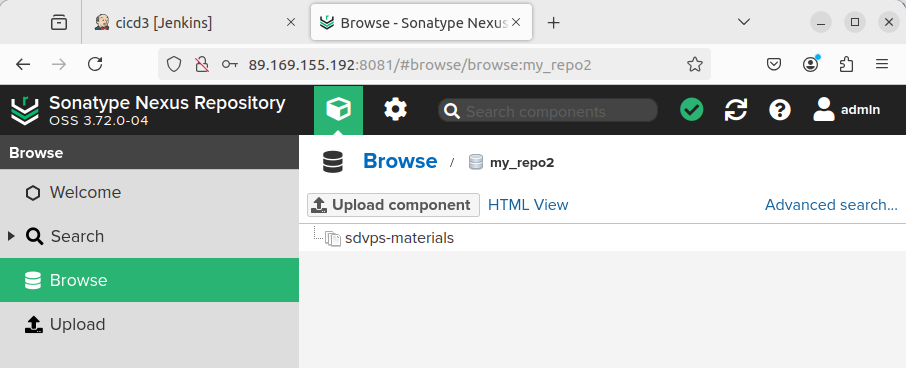 cicd3 [Jenkins]
Browse - Sonatype Nexus
89.169.155.192:8081/#browse/browse:my_repo2
Sonatype Nexus Repository
OSS 3.72.0-04
Search components
admin
Browse
Welcome
Search
Browse
Upload
Browse / my_repo2
Upload component HTML View Advanced search...
sdvps-materials